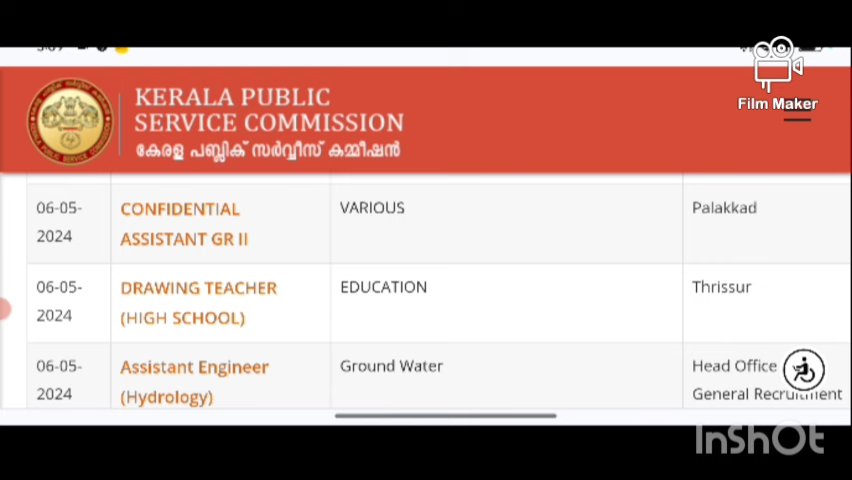 Film Maker
KERALA PUBLIC
SERVICE COMMISSION
കേരള പബ്ലിക് സർവ്വീസ് കമ്മീഷൻ
06-05-2024 CONFIDENTIAL ASSISTANT GR II VARIOUS Palakkad
06-05-2024 DRAWING TEACHER (HIGH SCHOOL) EDUCATION Thrissur
06-05-2024 Assistant Engineer (Hydrology) Ground Water Head Office General Recruitment
InShOt